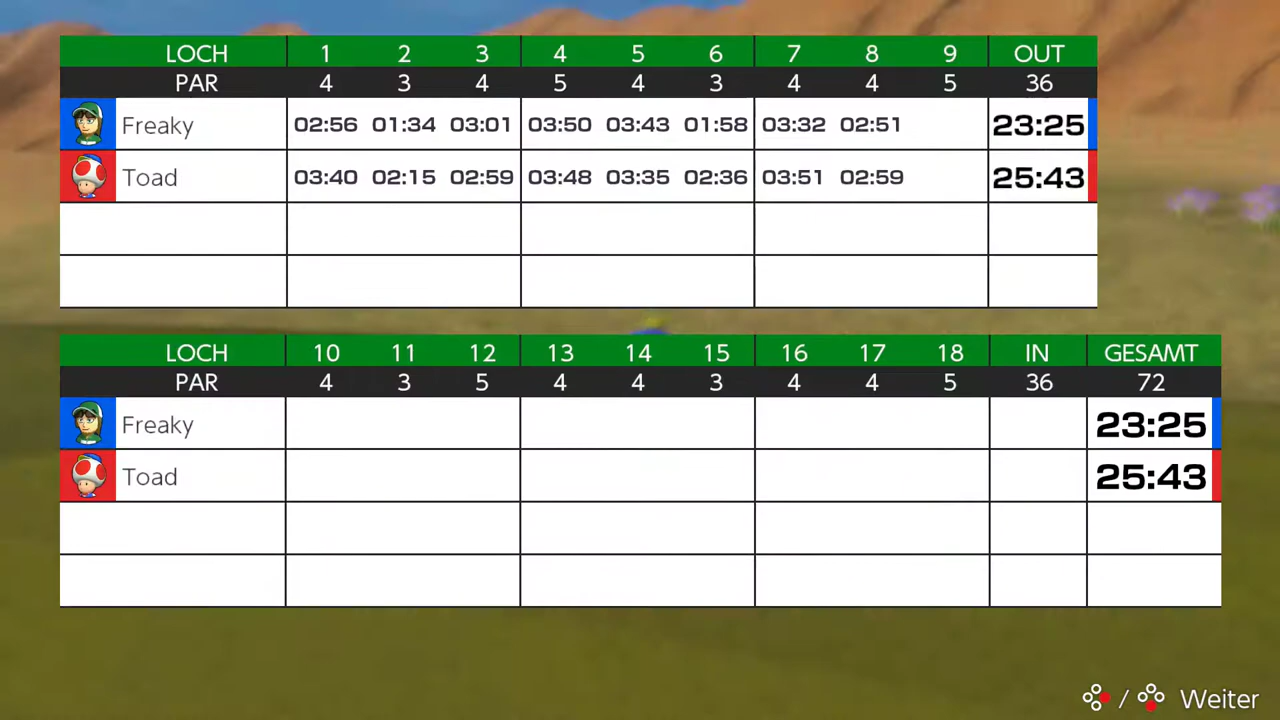 LOCH 1 2 3 4 5 6 7 8 9 OUT
PAR 4 3 4 5 4 3 4 4 5 36
Freaky 02:56 01:34 03:01 03:50 03:43 01:58 03:32 02:51 23:25
Toad 03:40 02:15 02:59 03:48 03:35 02:36 03:51 02:59 25:43
LOCH 10 11 12 13 14 15 16 17 18 IN GESAMT
PAR 4 3 5 4 4 3 4 4 5 36 72
Freaky 23:25
Toad 25:43
/ Weiter